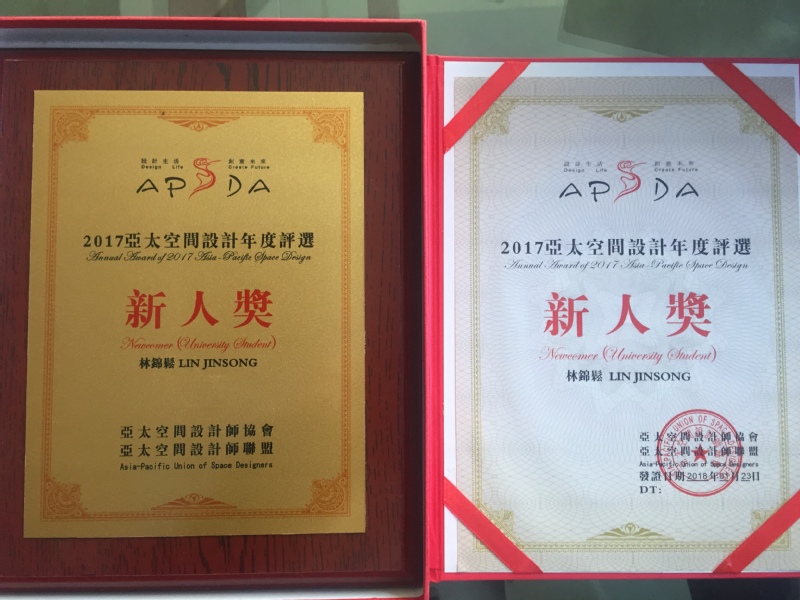 設計生活 創意未來
Design Life Create Future
APSDA
2017亞太空間設計年度評選
Annual Award of 2017 Asia-Pacific Space Design
新人獎
Newcomer (University Student)
林錦鬆 LIN JINSONG
亞太空間設計師協會
亞太空間設計師聯盟
Asia-Pacific Union of Space Designers
設計生活 創意未來
Design Life Create Future
APSDA
2017亞太空間設計年度評選
Annual Award of 2017 Asia-Pacific Space Design
新人獎
Newcomer (University Student)
林錦鬆 LIN JINSONG
亞太空間設計師協會
亞太空間設計師聯盟
Asia-Pacific Union of Space Designers
發證日期2018年 月23日
DT: